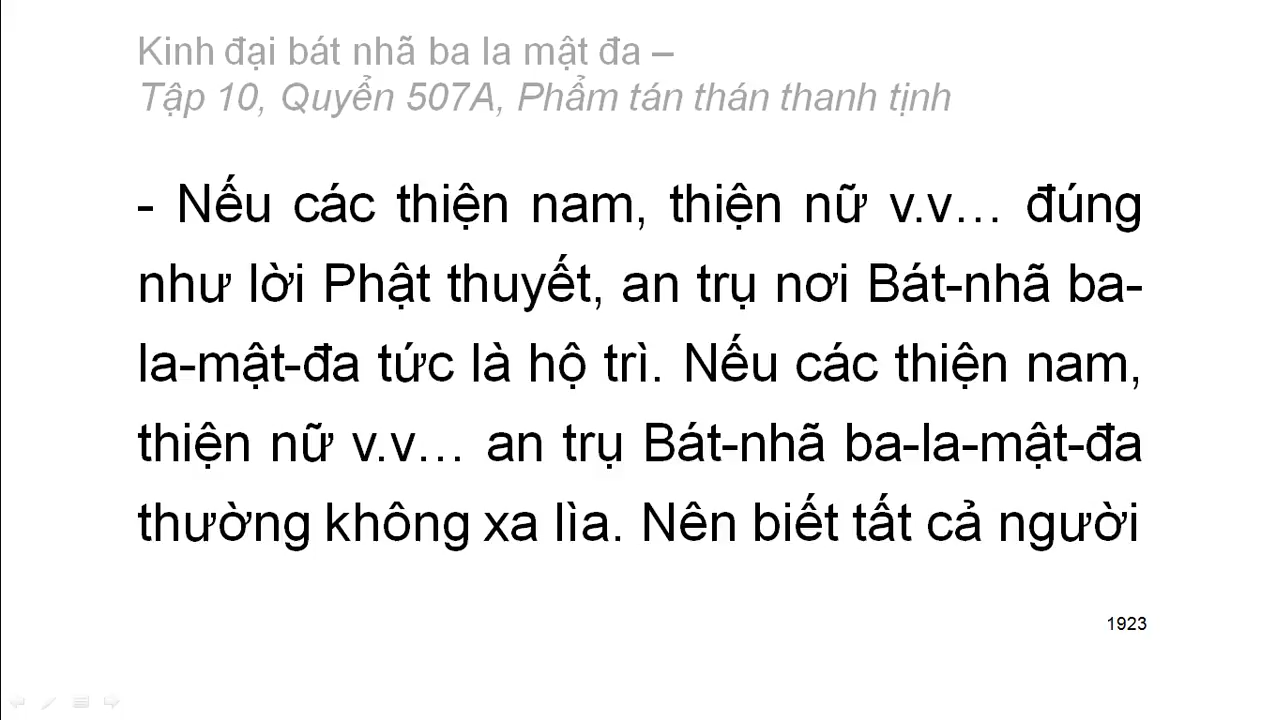 Kinh đại bát nhã ba la mật đa –
Tập 10, Quyển 507A, Phẩm tán thán thanh tịnh
- Nếu các thiện nam, thiện nữ v.v… đúng
như lời Phật thuyết, an trụ nơi Bát-nhã ba-
la-mật-đa tức là hộ trì. Nếu các thiện nam,
thiện nữ v.v… an trụ Bát-nhã ba-la-mật-đa
thường không xa lìa. Nên biết tất cả người
1923